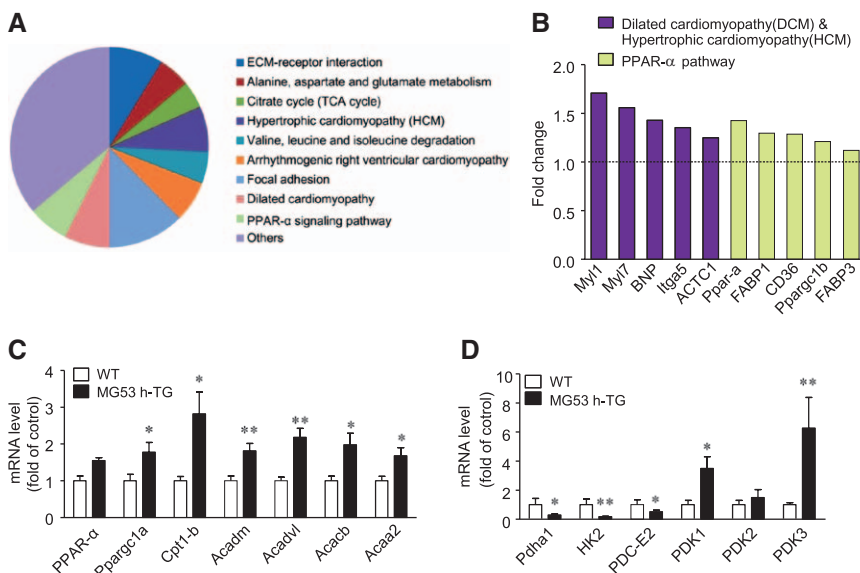 A
ECM-receptor interaction
Alanine, aspartate and glutamate metabolism
Citrate cycle (TCA cycle)
Hypertrophic cardiomyopathy (HCM)
Valine, leucine and isoleucine degradation
Arrhythmogenic right ventricular cardiomyopathy
Focal adhesion
Dilated cardiomyopathy
PPAR-α signaling pathway
Others
B
Dilated cardiomyopathy(DCM) &
Hypertrophic cardiomyopathy(HCM)
PPAR-α pathway
Fold change
2.0
1.5
1.0
0.5
0.0
Myl1
Myl7
BNP
Itga5
ACTC1
Ppar-a
FABP1
CD36
Ppargc1b
FABP3
C
WT
MG53 h-TG
mRNA level
(fold of cotrol)
4
3
2
1
0
*
*
**
**
*
*
PPAR-α
Ppargc1a
Cpt1-b
Acadm
Acadvl
Acacb
Acaa2
D
WT
MG53 h-TG
mRNA level
(fold of cotrol)
10
8
6
4
2
0
*
**
*
*
**
Pdha1
HK2
PDC-E2
PDK1
PDK2
PDK3